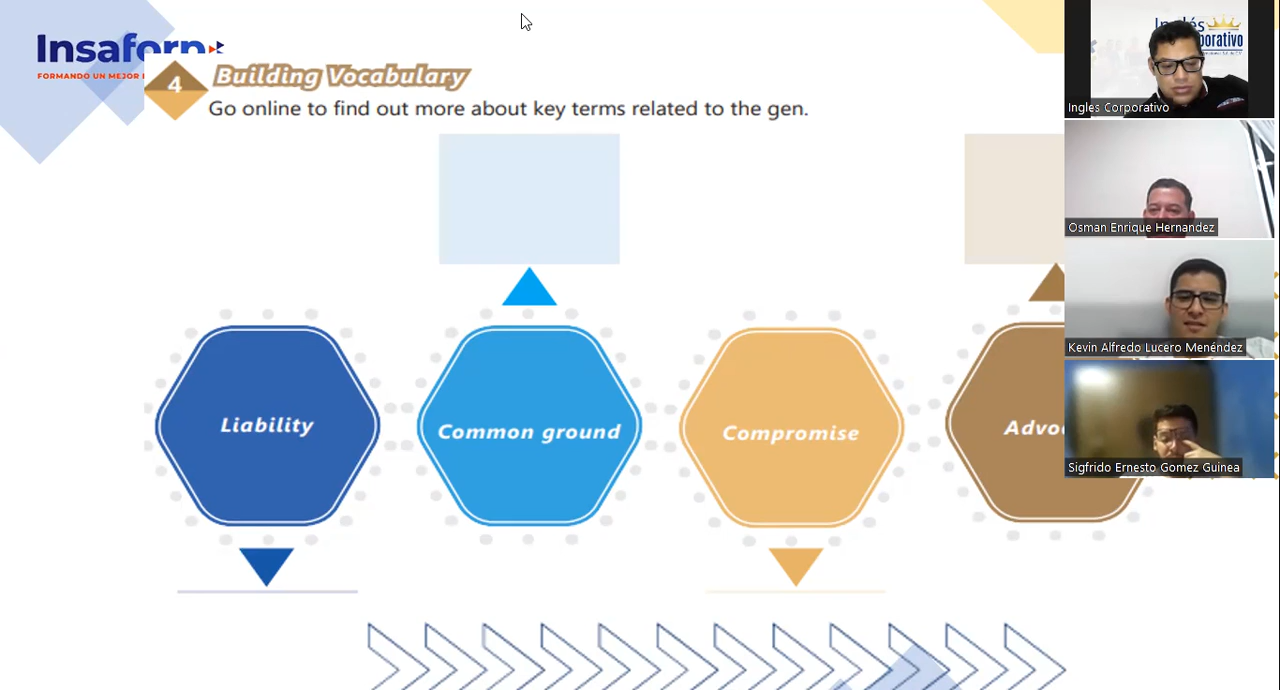 Insaforp
FORMANDO UN MEJOR
4
Building Vocabulary
Go online to find out more about key terms related to the gen.
Liability
Common ground
Compromise
Inglés
Ingles Corporativo
Osman Enrique Hernandez
Kevin Alfredo Lucero Menéndez
Sigfrido Ernesto Gomez Guinea